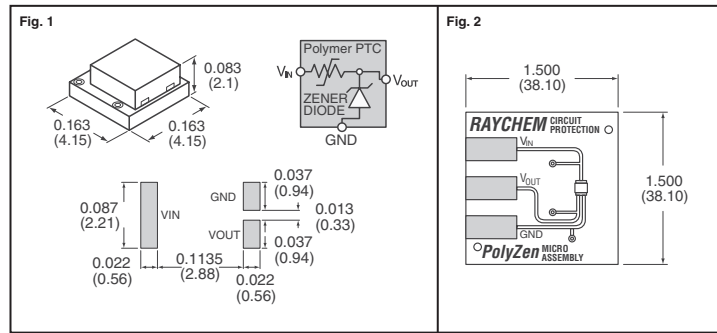 Fig. 1
0.083
(2.1)
0.163
(4.15)
0.163
(4.15)
Polymer PTC
VIN
VOUT
ZENER
DIODE
GND
0.087
(2.21)
VIN
GND
VOUT
0.037
(0.94)
0.013
(0.33)
0.037
(0.94)
0.022
(0.56)
0.1135
(2.88)
0.022
(0.56)
Fig. 2
1.500
(38.10)
RAYCHEM CIRCUIT
PROTECTION
VIN
VOUT
GND
PolyZen MICRO
ASSEMBLY
1.500
(38.10)